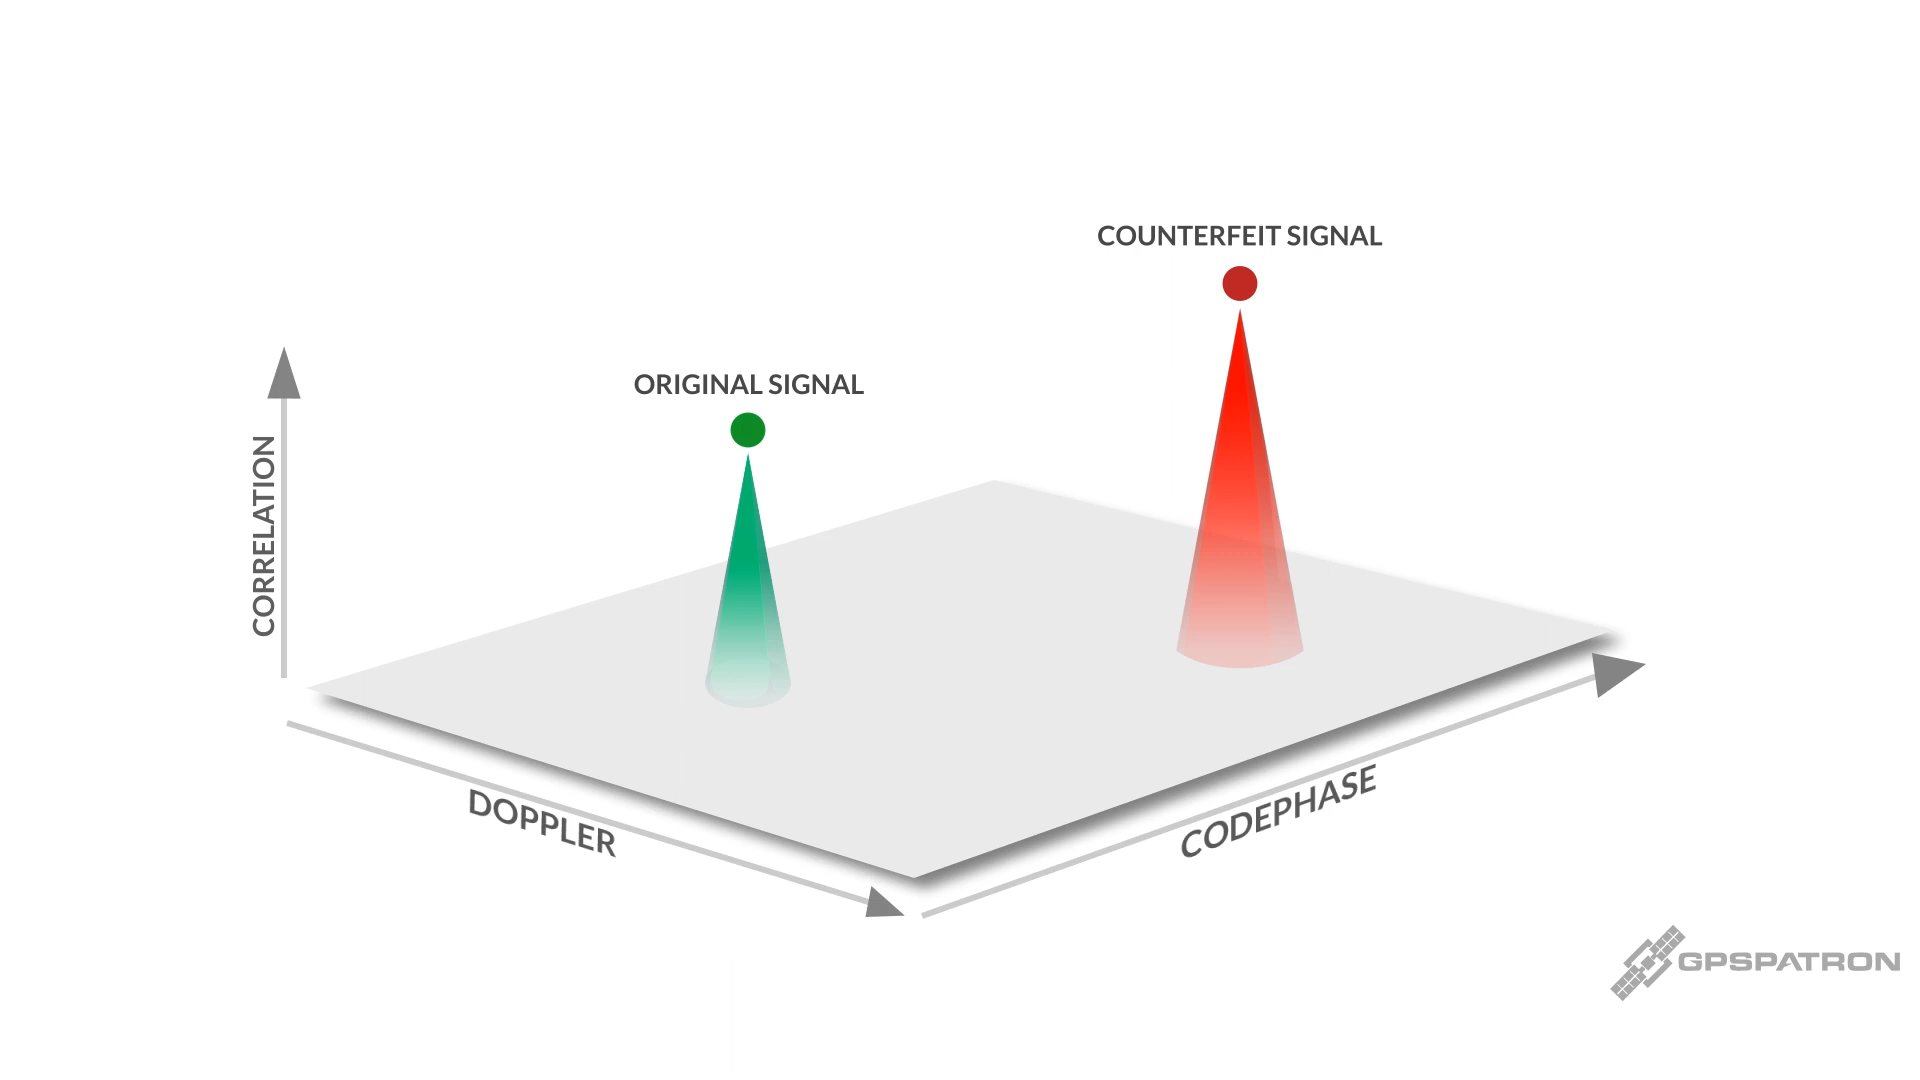 COUNTERFEIT SIGNAL
ORIGINAL SIGNAL
CORRELATION
DOPPLER
CODEPHASE
GPSPATRON